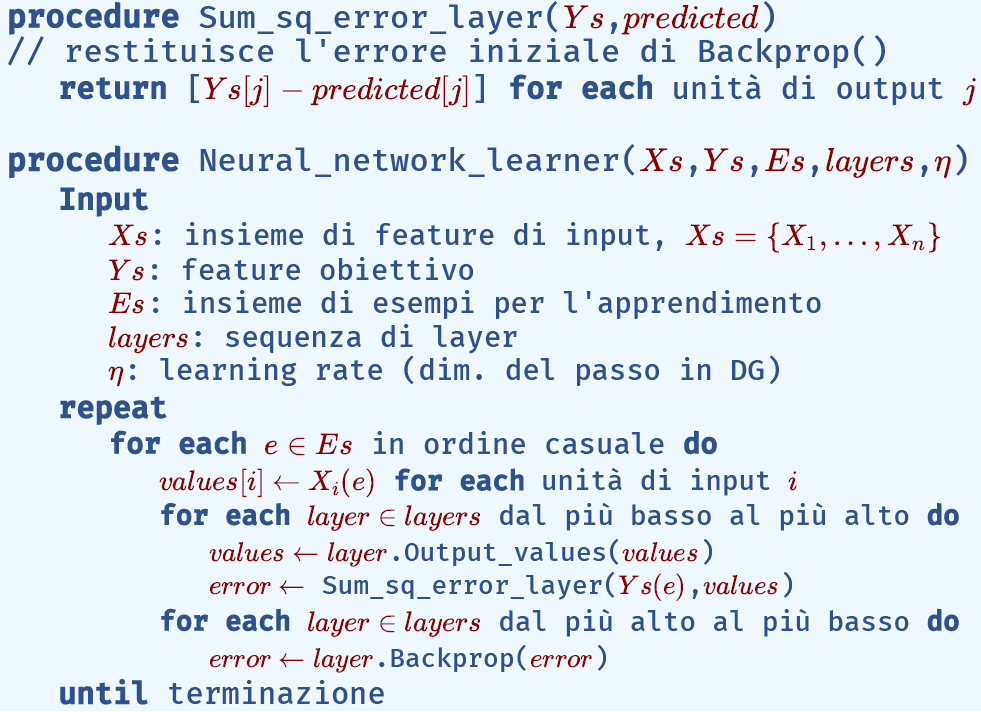 procedure Sum_sq_error_layer(Ys,predicted)
// restituisce l'errore iniziale di Backprop()
return [Ys[j] − predicted[j]] for each unità di output j
procedure Neural_network_learner(Xs,Ys,Es,layers,η)
Input
Xs: insieme di feature di input, Xs = {X₁,…,Xₙ}
Ys: feature obiettivo
Es: insieme di esempi per l'apprendimento
layers: sequenza di layer
η: learning rate (dim. del passo in DG)
repeat
for each e ∈ Es in ordine casuale do
values[i] ← Xᵢ(e) for each unità di input i
for each layer ∈ layers dal più basso al più alto do
values ← layer.Output_values(values)
error ← Sum_sq_error_layer(Ys(e),values)
for each layer ∈ layers dal più alto al più basso do
error ← layer.Backprop(error)
until terminazione